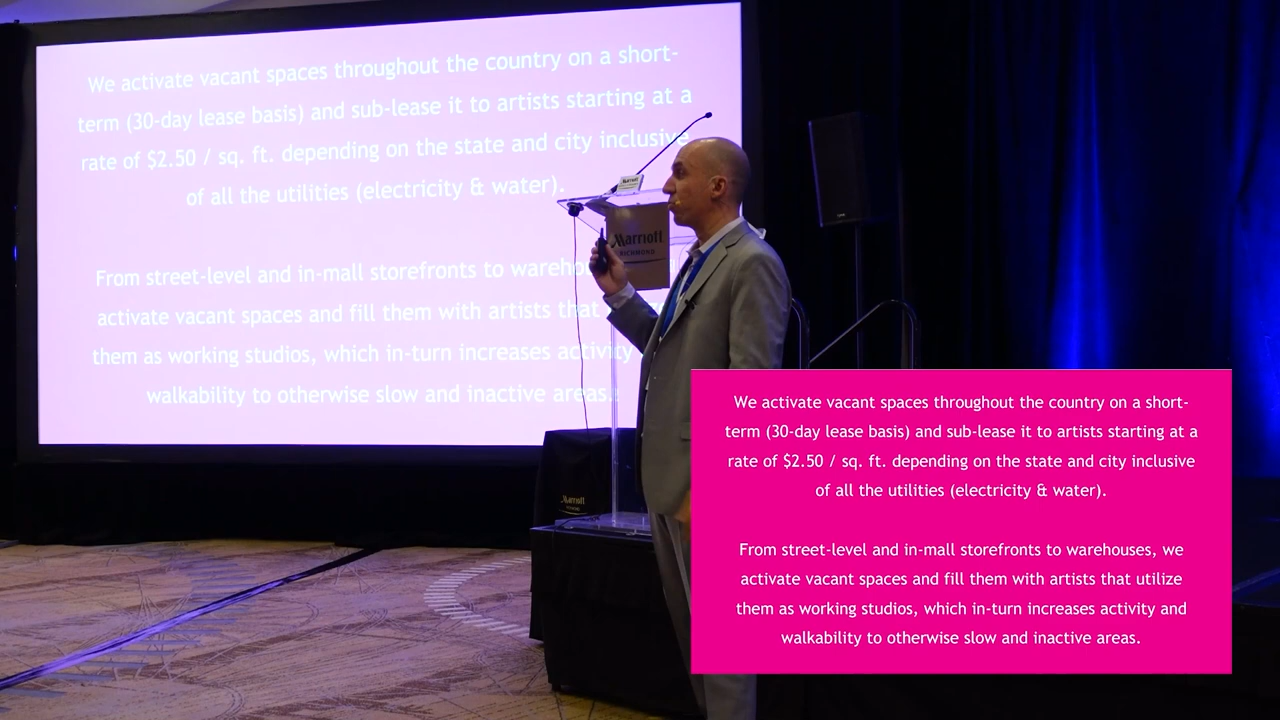 We activate vacant spaces throughout the country on a short-
term (30-day lease basis) and sub-lease it to artists starting at a
rate of $2.50 / sq. ft. depending on the state and city inclusive
of all the utilities (electricity & water).
From street-level and in-mall storefronts to warehou
activate vacant spaces and fill them with artists that
them as working studios, which in-turn increases activity
walkability to otherwise slow and inactive areas.
Marriott
Marriott
RICHMOND
Marriott
We activate vacant spaces throughout the country on a short-
term (30-day lease basis) and sub-lease it to artists starting at a
rate of $2.50 / sq. ft. depending on the state and city inclusive
of all the utilities (electricity & water).
From street-level and in-mall storefronts to warehouses, we
activate vacant spaces and fill them with artists that utilize
them as working studios, which in-turn increases activity and
walkability to otherwise slow and inactive areas.